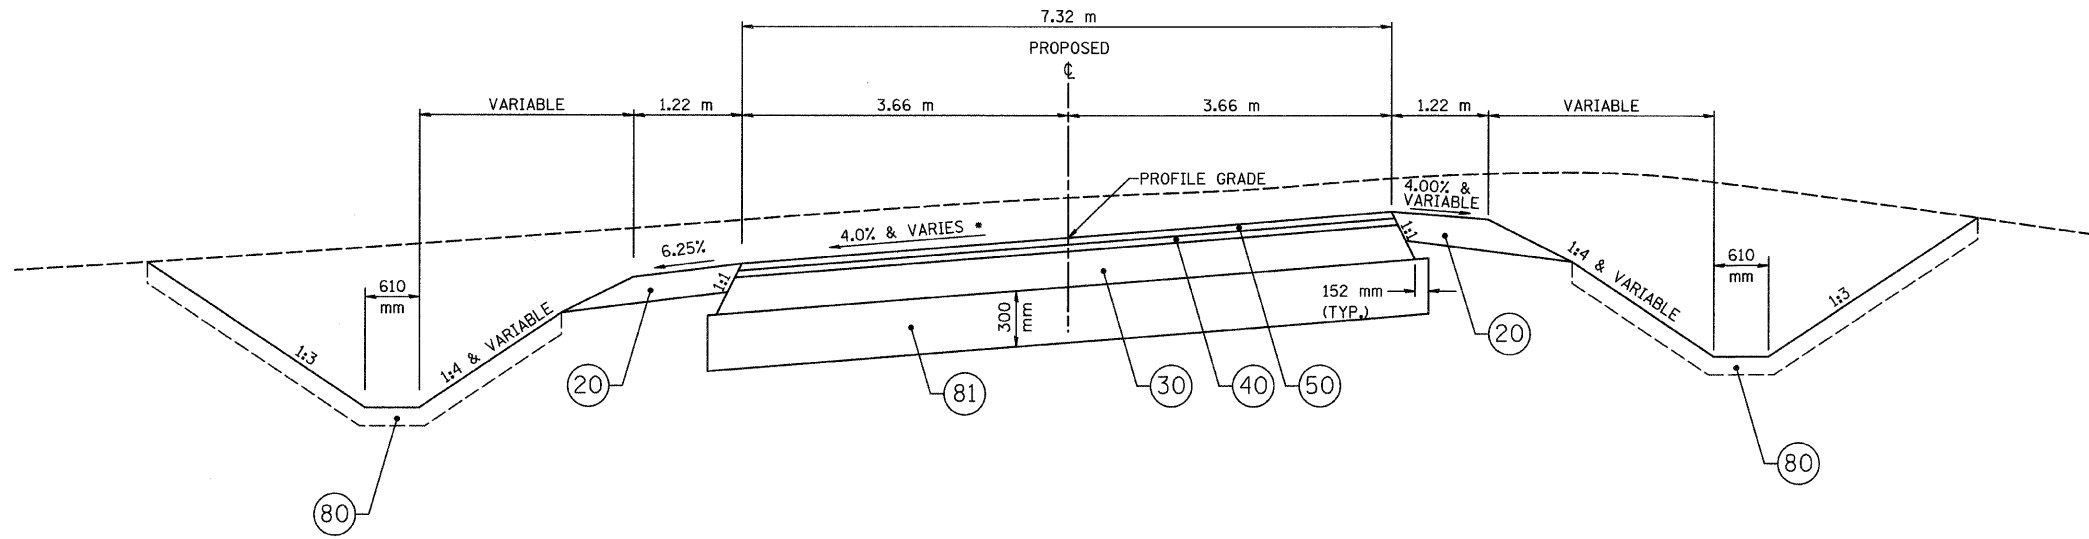 7.32 m
PROPOSED
℄
VARIABLE
1.22 m
3.66 m
3.66 m
1.22 m
VARIABLE
PROFILE GRADE
4.00% &
VARIABLE
4.0% & VARIES *
6.25%
1:1
1:1
610
mm
610
mm
1:3
1:4 & VARIABLE
1:4 & VARIABLE
1:3
300
mm
152 mm
(TYP.)
20
20
81
30
40
50
80
80